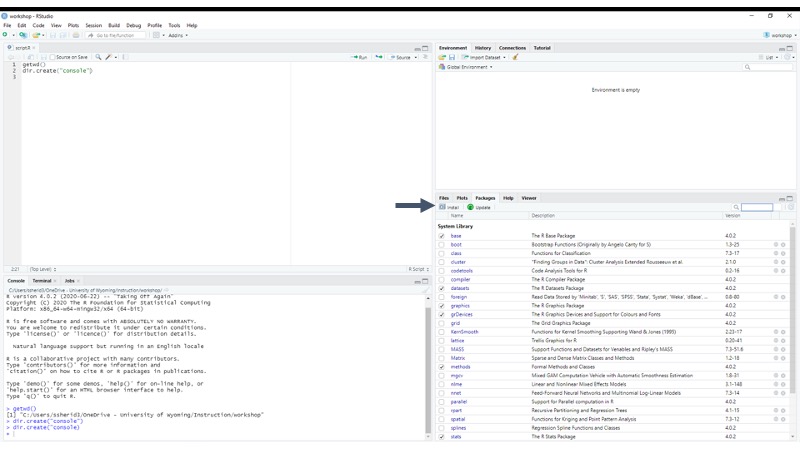 workshop - RStudio
File Edit Code View Plots Session Build Debug Profile Tools Help
Go to file/function Addins workshop
script.R
Source on Save Run Source
1 getwd()
2 dir.create("console")
3
2:21 (Top Level) R Script
Console Terminal Jobs
C:/Users/ssherid3/OneDrive - University of Wyoming/Instruction/workshop/
R version 4.0.2 (2020-06-22) -- "Taking Off Again"
Copyright (C) 2020 The R Foundation for Statistical Computing
Platform: x86_64-w64-mingw32/x64 (64-bit)
R is free software and comes with ABSOLUTELY NO WARRANTY.
You are welcome to redistribute it under certain conditions.
Type 'license()' or 'licence()' for distribution details.
Natural language support but running in an English locale
R is a collaborative project with many contributors.
Type 'contributors()' for more information and
'citation()' on how to cite R or R packages in publications.
Type 'demo()' for some demos, 'help()' for on-line help, or
'help.start()' for an HTML browser interface to help.
Type 'q()' to quit R.
> getwd()
[1] "C:/Users/ssherid3/OneDrive - University of Wyoming/Instruction/workshop"
> dir.create("console")
> dir.create("console)
+
Environment History Connections Tutorial
Import Dataset List
Global Environment
Environment is empty
Files Plots Packages Help Viewer
Install Update
Name Description Version
System Library
base The R Base Package 4.0.2
boot Bootstrap Functions (Originally by Angelo Canty for S) 1.3-25
class Functions for Classification 7.3-17
cluster "Finding Groups in Data": Cluster Analysis Extended Rousseeuw et al. 2.1.0
codetools Code Analysis Tools for R 0.2-16
compiler The R Compiler Package 4.0.2
datasets The R Datasets Package 4.0.2
foreign Read Data Stored by 'Minitab', 'S', 'SAS', 'SPSS', 'Stata', 'Systat', 'Weka', 'dBase', ... 0.8-80
graphics The R Graphics Package 4.0.2
grDevices The R Graphics Devices and Support for Colours and Fonts 4.0.2
grid The Grid Graphics Package 4.0.2
KernSmooth Functions for Kernel Smoothing Supporting Wand & Jones (1995) 2.23-17
lattice Trellis Graphics for R 0.20-41
MASS Support Functions and Datasets for Venables and Ripley's MASS 7.3-51.6
Matrix Sparse and Dense Matrix Classes and Methods 1.2-18
methods Formal Methods and Classes 4.0.2
mgcv Mixed GAM Computation Vehicle with Automatic Smoothness Estimation 1.8-31
nlme Linear and Nonlinear Mixed Effects Models 3.1-148
nnet Feed-Forward Neural Networks and Multinomial Log-Linear Models 7.3-14
parallel Support for Parallel computation in R 4.0.2
rpart Recursive Partitioning and Regression Trees 4.1-15
spatial Functions for Kriging and Point Pattern Analysis 7.3-12
splines Regression Spline Functions and Classes 4.0.2
stats The R Stats Package 4.0.2